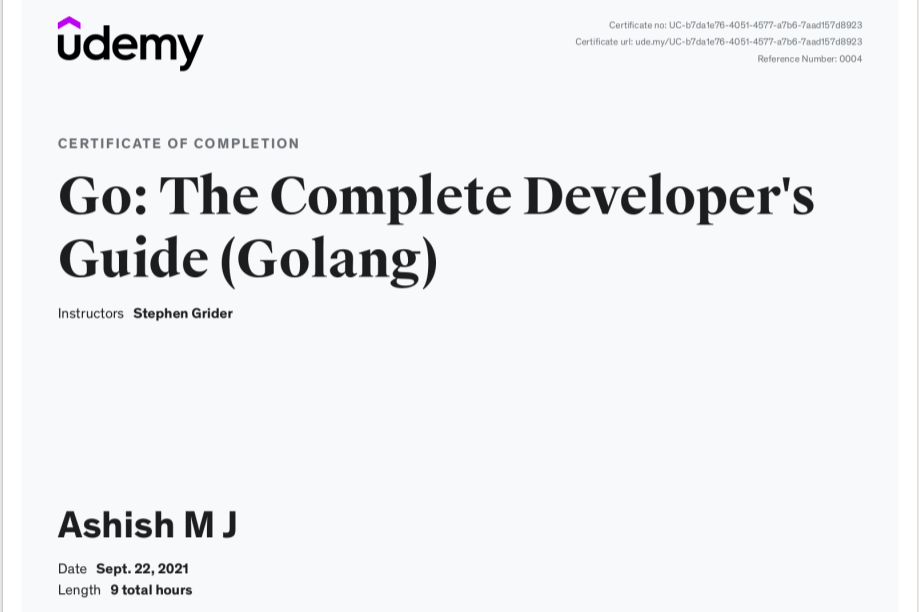 udemy
Certificate no: UC-b7da1e76-4051-4577-a7b6-7aad157d8923
Certificate url: ude.my/UC-b7da1e76-4051-4577-a7b6-7aad157d8923
Reference Number: 0004
CERTIFICATE OF COMPLETION
Go: The Complete Developer's
Guide (Golang)
Instructors Stephen Grider
Ashish M J
Date Sept. 22, 2021
Length 9 total hours